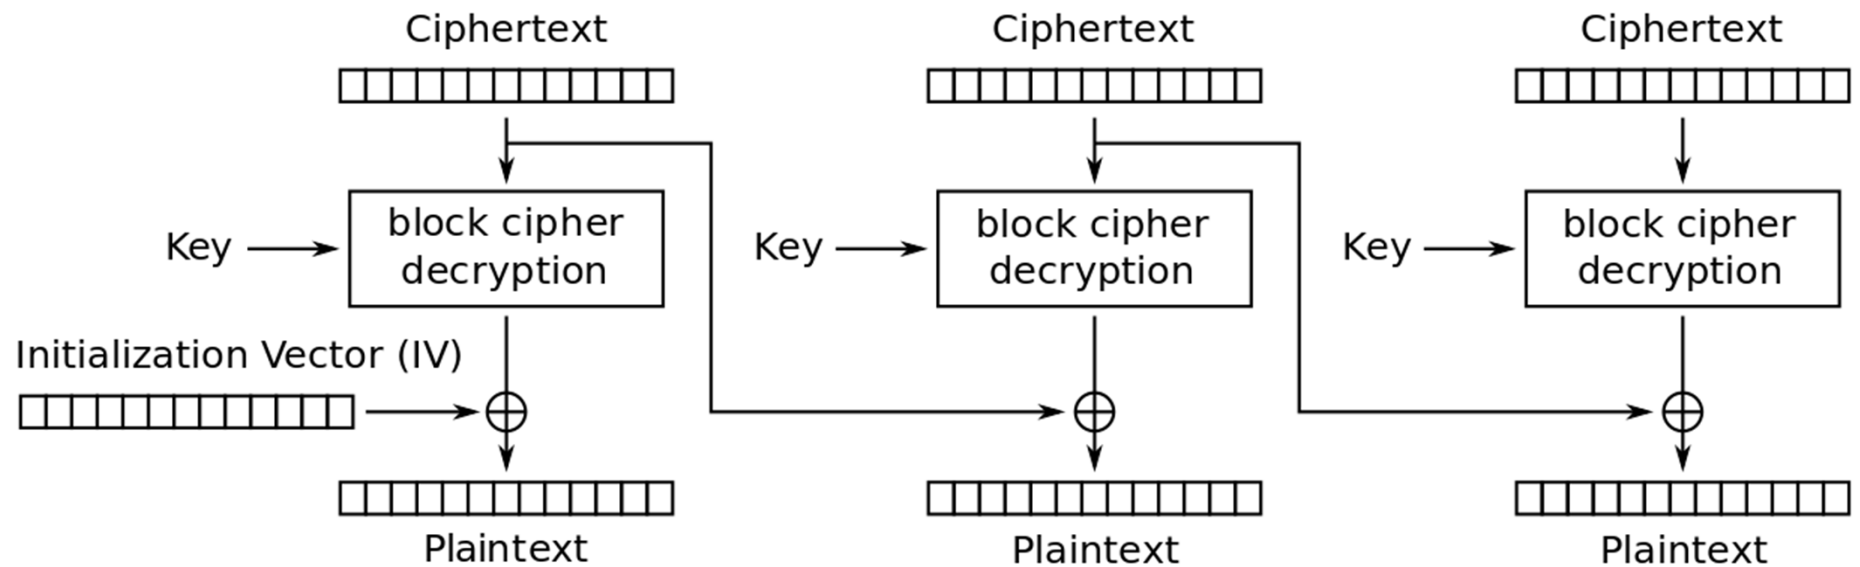 Ciphertext
Ciphertext
Ciphertext
block cipher
decryption
block cipher
decryption
block cipher
decryption
Key
Key
Key
Initialization Vector (IV)
Plaintext
Plaintext
Plaintext